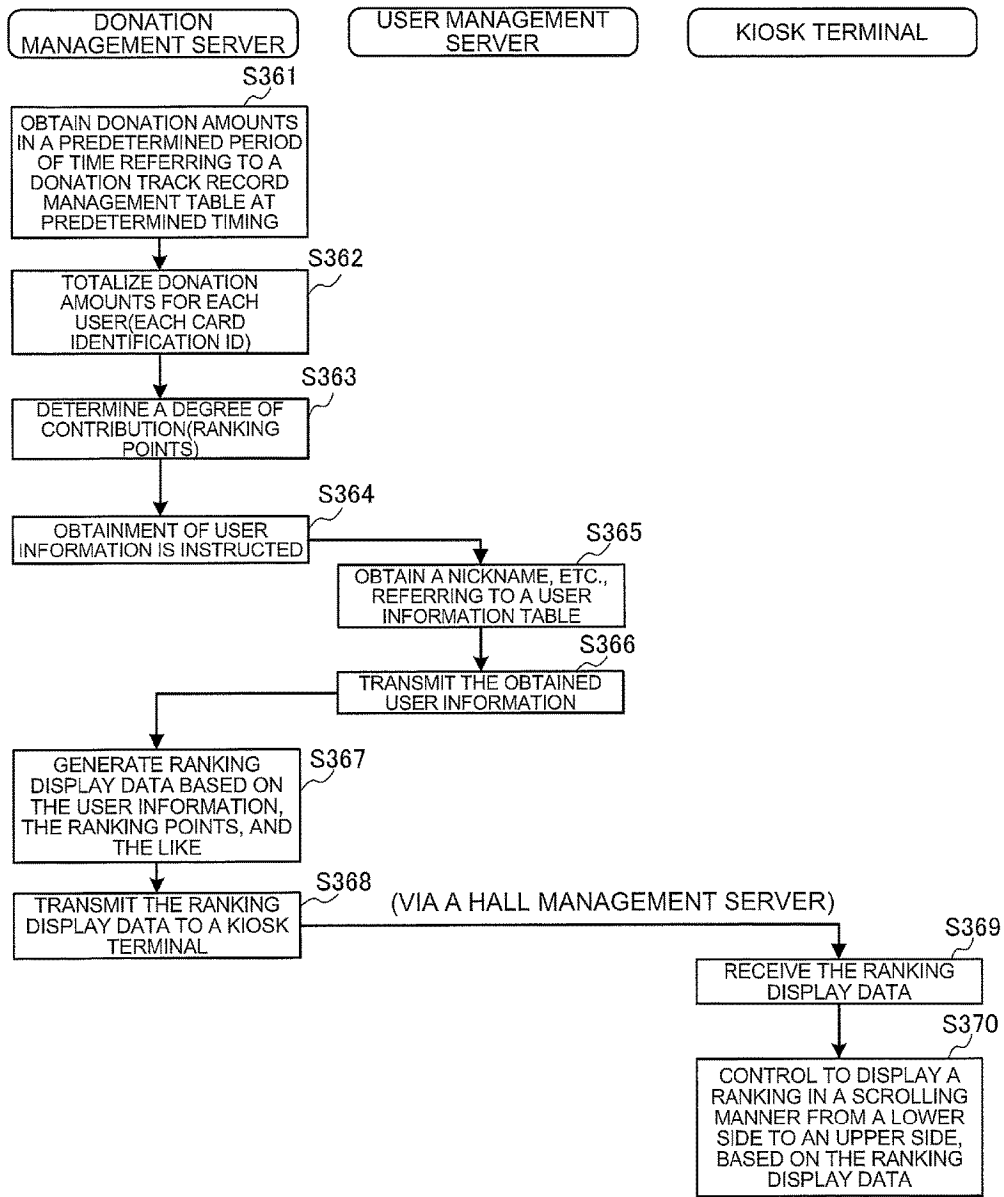 DONATION
MANAGEMENT SERVER
USER MANAGEMENT
SERVER
KIOSK TERMINAL
S361
OBTAIN DONATION AMOUNTS
IN A PREDETERMINED PERIOD
OF TIME REFERRING TO A
DONATION TRACK RECORD
MANAGEMENT TABLE AT
PREDETERMINED TIMING
S362
TOTALIZE DONATION
AMOUNTS FOR EACH
USER(EACH CARD
IDENTIFICATION ID)
S363
DETERMINE A DEGREE OF
CONTRIBUTION(RANKING
POINTS)
S364
OBTAINMENT OF USER
INFORMATION IS INSTRUCTED
S365
OBTAIN A NICKNAME, ETC.,
REFERRING TO A USER
INFORMATION TABLE
S366
TRANSMIT THE OBTAINED
USER INFORMATION
S367
GENERATE RANKING
DISPLAY DATA BASED ON
THE USER INFORMATION,
THE RANKING POINTS, AND
THE LIKE
S368
TRANSMIT THE RANKING
DISPLAY DATA TO A KIOSK
TERMINAL
(VIA A HALL MANAGEMENT SERVER)
S369
RECEIVE THE RANKING
DISPLAY DATA
S370
CONTROL TO DISPLAY A
RANKING IN A SCROLLING
MANNER FROM A LOWER
SIDE TO AN UPPER SIDE,
BASED ON THE RANKING
DISPLAY DATA